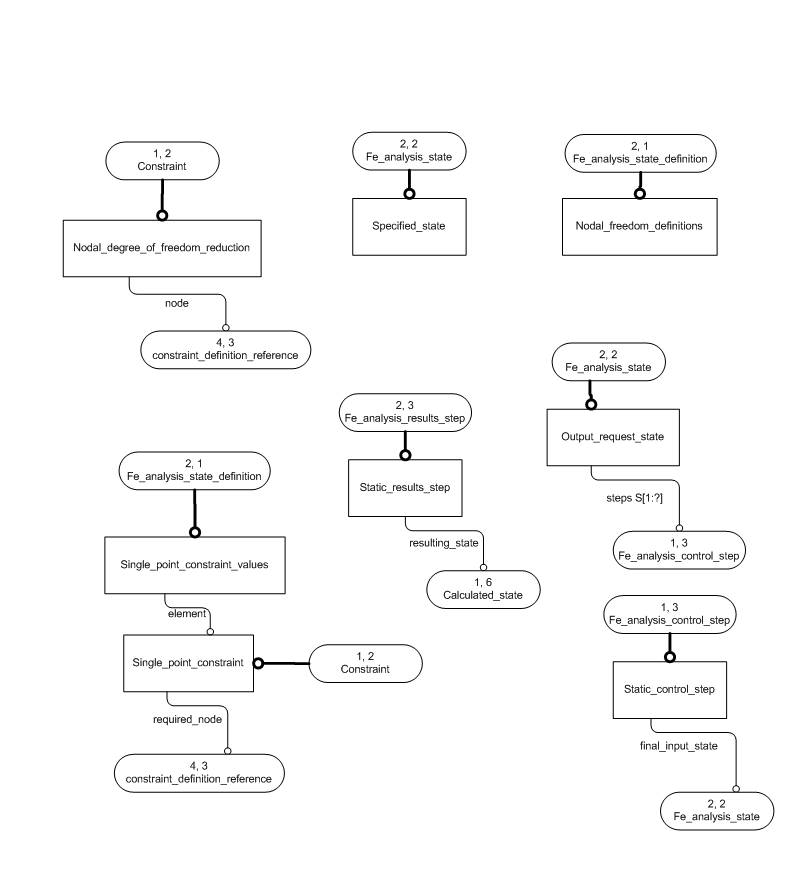 1, 2
Constraint
2, 2
Fe_analysis_state
2, 1
Fe_analysis_state_definition
Nodal_degree_of_freedom_reduction
Specified_state
Nodal_freedom_definitions
node
4, 3
constraint_definition_reference
2, 2
Fe_analysis_state
2, 3
Fe_analysis_results_step
Output_request_state
2, 1
Fe_analysis_state_definition
Static_results_step
steps S[1:?]
resulting_state
1, 3
Fe_analysis_control_step
Single_point_constraint_values
1, 6
Calculated_state
element
1, 3
Fe_analysis_control_step
Single_point_constraint
1, 2
Constraint
Static_control_step
required_node
final_input_state
4, 3
constraint_definition_reference
2, 2
Fe_analysis_state